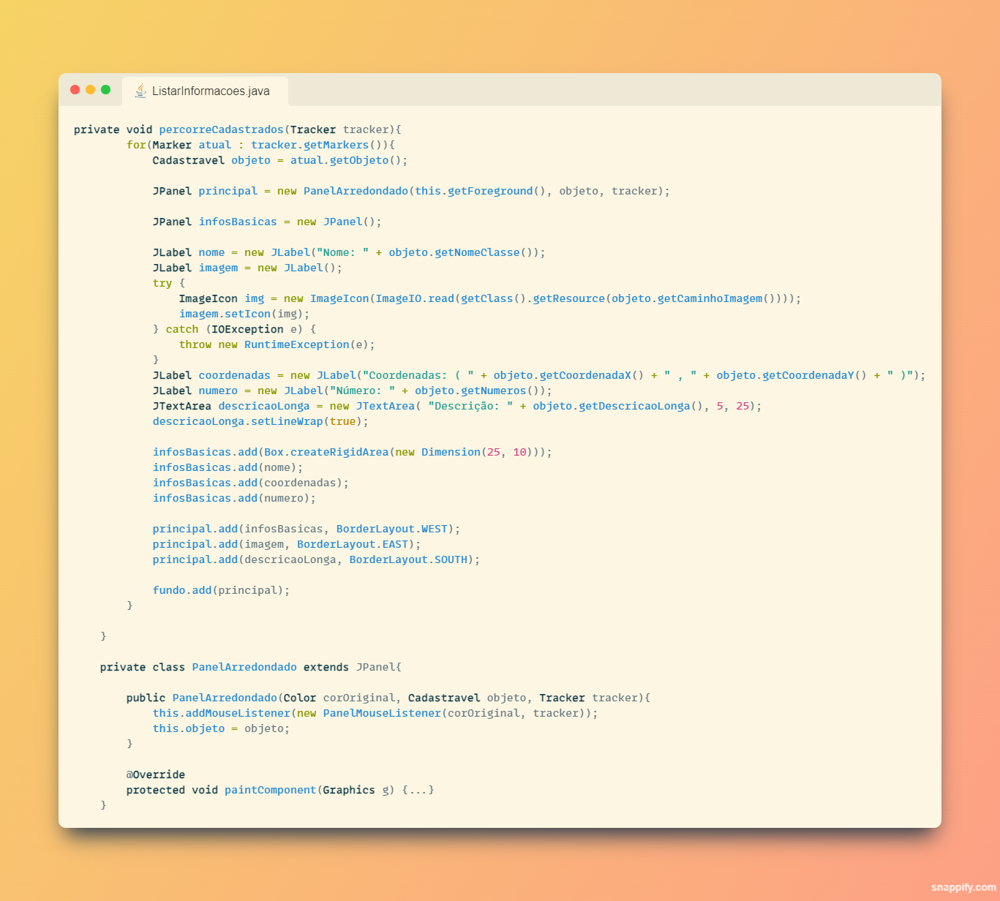 ListarInformacoes.java
private void percorreCadastrados(Tracker tracker){
        for(Marker atual : tracker.getMarkers()){
            Cadastravel objeto = atual.getObjeto();

            JPanel principal = new PanelArredondado(this.getForeground(), objeto, tracker);

            JPanel infosBasicas = new JPanel();

            JLabel nome = new JLabel("Nome: " + objeto.getNomeClasse());
            JLabel imagem = new JLabel();
            try {
                ImageIcon img = new ImageIcon(ImageIO.read(getClass().getResource(objeto.getCaminhoImagem())));
                imagem.setIcon(img);
            } catch (IOException e) {
                throw new RuntimeException(e);
            }
            JLabel coordenadas = new JLabel("Coordenadas: ( " + objeto.getCoordenadaX() + " , " + objeto.getCoordenadaY() + " )");
            JLabel numero = new JLabel("Número: " + objeto.getNumeros());
            JTextArea descricaoLonga = new JTextArea( "Descrição: " + objeto.getDescricaoLonga(), 5, 25);
            descricaoLonga.setLineWrap(true);

            infosBasicas.add(Box.createRigidArea(new Dimension(25, 10)));
            infosBasicas.add(nome);
            infosBasicas.add(coordenadas);
            infosBasicas.add(numero);

            principal.add(infosBasicas, BorderLayout.WEST);
            principal.add(imagem, BorderLayout.EAST);
            principal.add(descricaoLonga, BorderLayout.SOUTH);

            fundo.add(principal);
        }

    }

    private class PanelArredondado extends JPanel{

        public PanelArredondado(Color corOriginal, Cadastravel objeto, Tracker tracker){
            this.addMouseListener(new PanelMouseListener(corOriginal, tracker));
            this.objeto = objeto;
        }

        @Override
        protected void paintComponent(Graphics g) {...}
    }
snappify.com